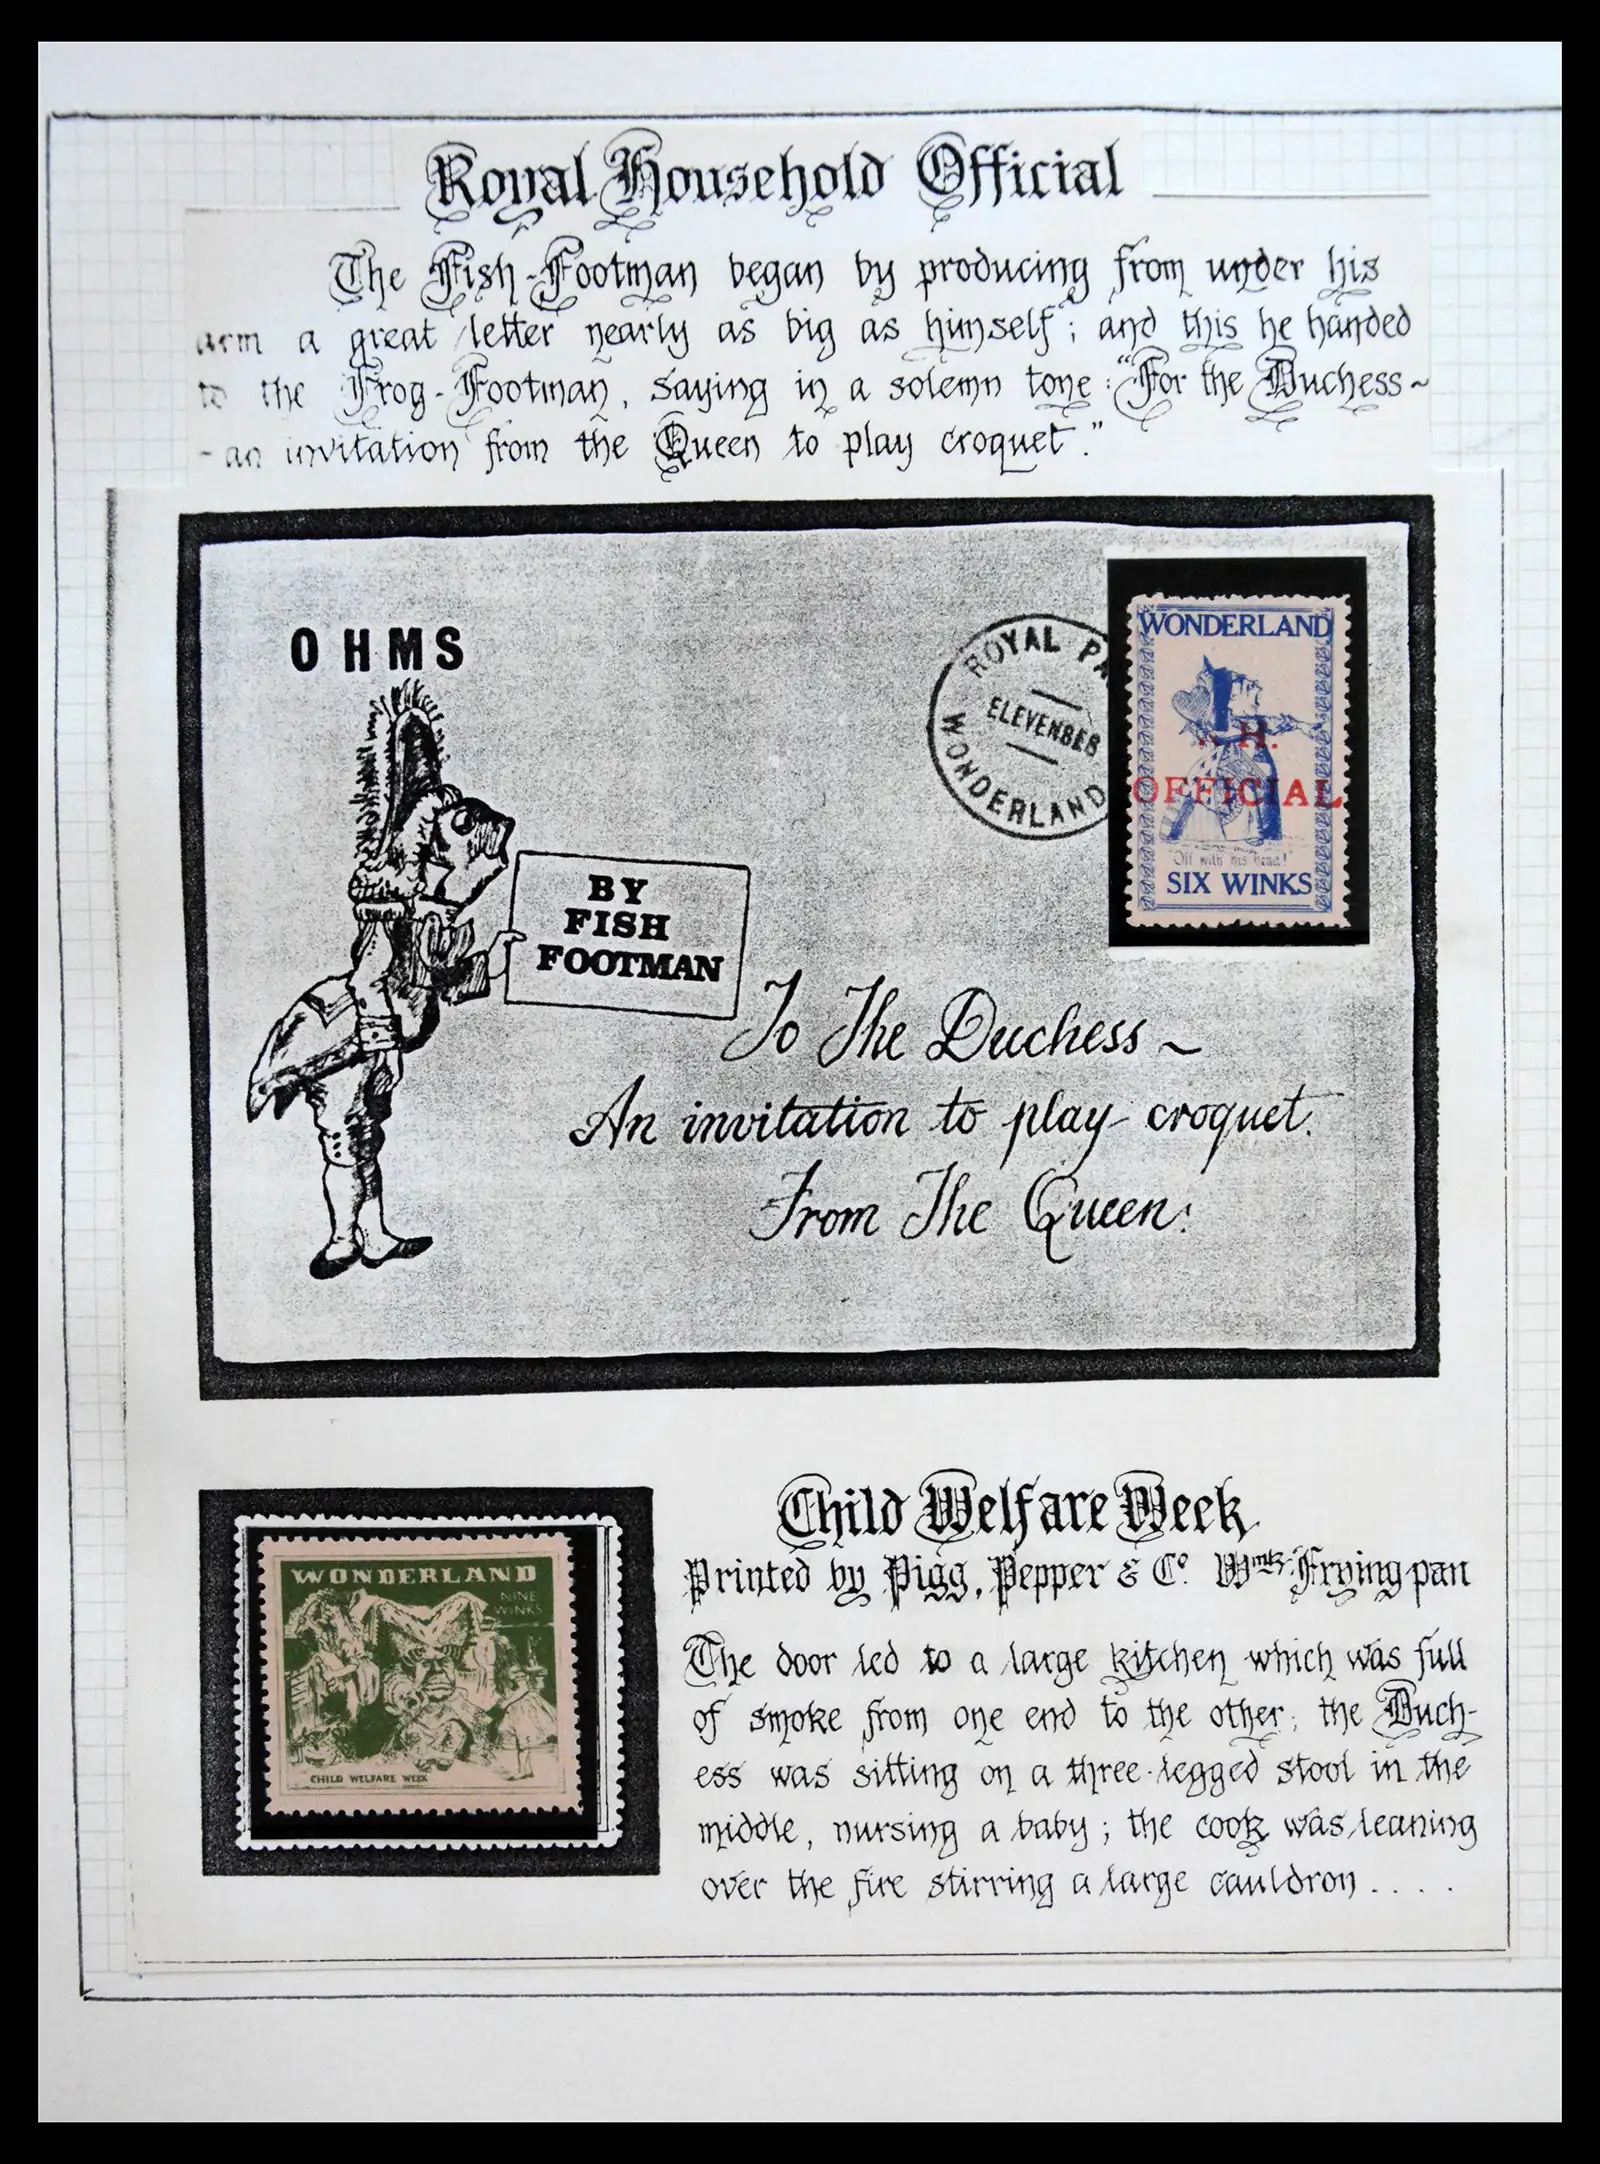 Royal Household Official
The Fish-Footman began by producing from under his
arm a great letter nearly as big as himself; and this he handed
to the Frog-Footman, saying in a solemn tone: "For the Duchess~
-an invitation from the Queen to play croquet."
OHMS
ROYAL
ELEVENBER
WONDERLAND
WONDERLAND
H.
OFFICIAL
"Off with his head!"
SIX WINKS
BY
FISH
FOOTMAN
To The Duchess~
An invitation to play croquet.
From The Queen.
WONDERLAND
NINE
WINKS
CHILD WELFARE WEEK
Child Welfare Week
Printed by Pigg, Pepper & Co. Wmk. Frying pan
The door led to a large kitchen which was full
of smoke from one end to the other; the Duch-
ess was sitting on a three-legged stool in the
middle, nursing a baby; the cook was leaning
over the fire stirring a large cauldron....